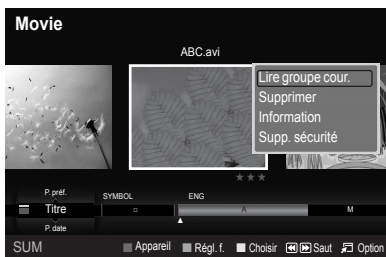 Movie
ABC.avi
Lire groupe cour.
Supprimer
Information
Supp. sécurité
P. préf.
Titre
P. date
SYMBOL ENG
A M
SUM Appareil Régl. f. Choisir Saut Option